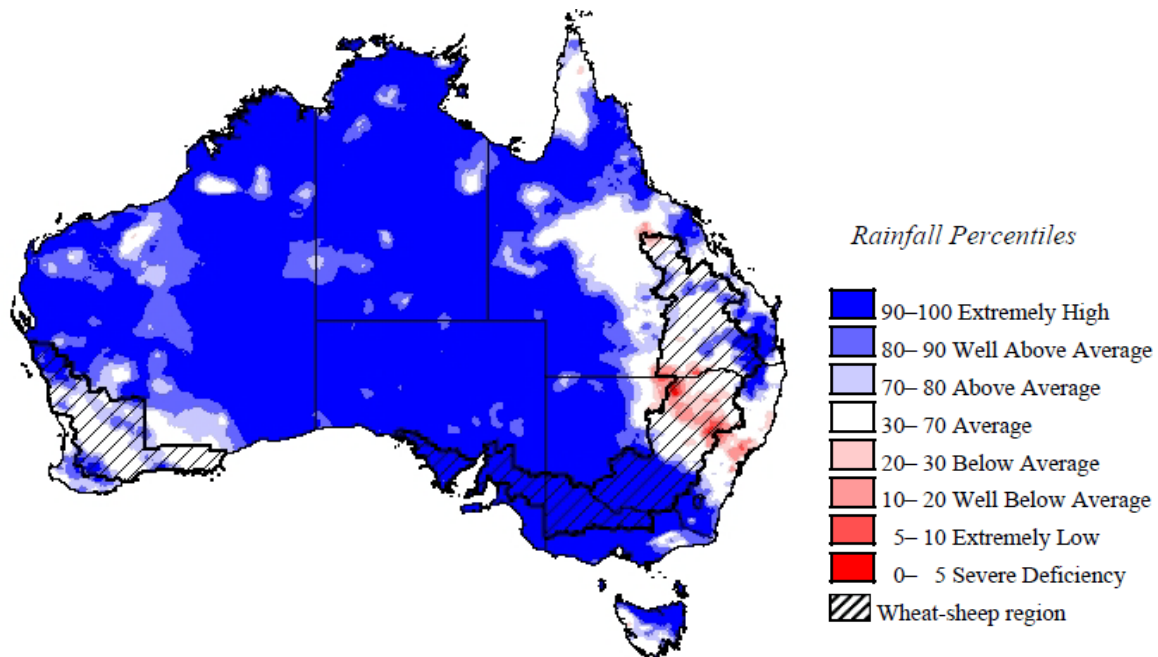 Rainfall Percentiles
90–100 Extremely High
80– 90 Well Above Average
70– 80 Above Average
30– 70 Average
20– 30 Below Average
10– 20 Well Below Average
5– 10 Extremely Low
0– 5 Severe Deficiency
Wheat-sheep region